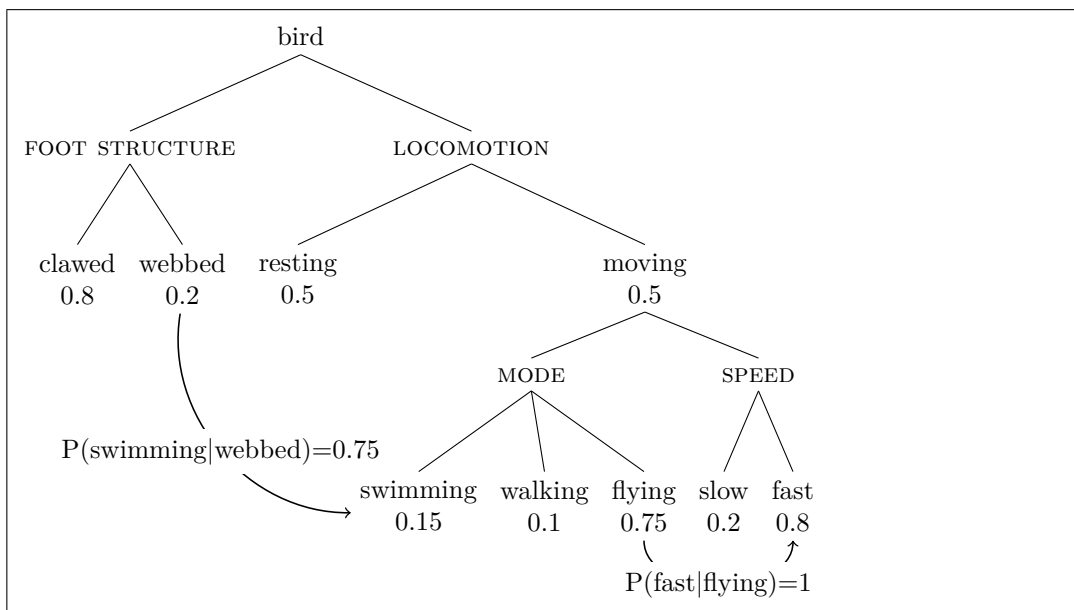 bird
FOOT STRUCTURE LOCOMOTION
clawed webbed resting moving
0.8 0.2 0.5 0.5
MODE SPEED
P(swimming|webbed)=0.75
swimming walking flying slow fast
0.15 0.1 0.75 0.2 0.8
P(fast|flying)=1